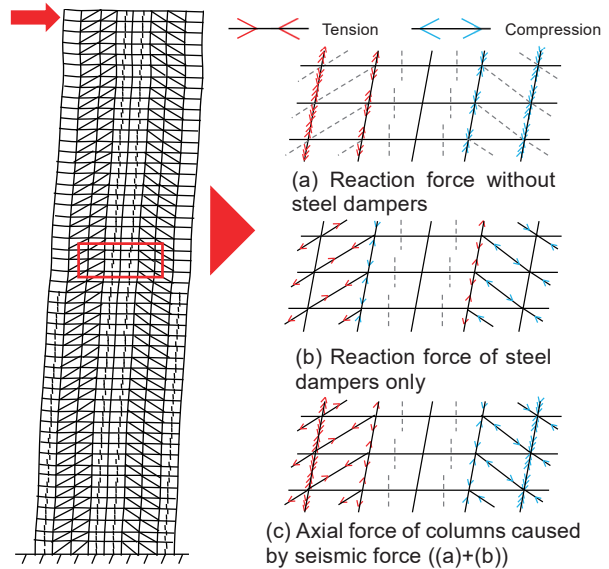 Tension
Compression
(a) Reaction force without
steel dampers
(b) Reaction force of steel
dampers only
(c) Axial force of columns caused
by seismic force ((a)+(b))